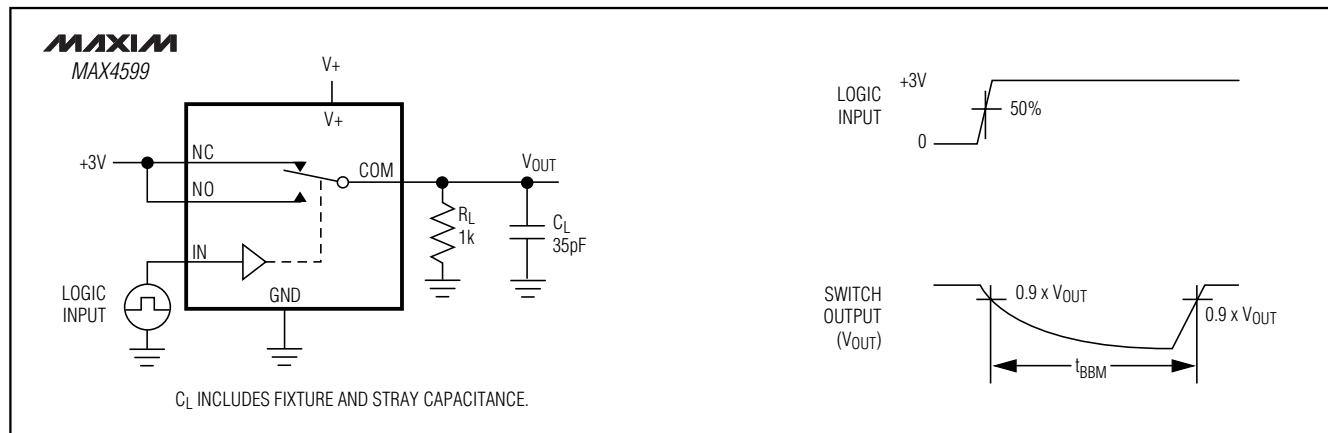 MAXIM
MAX4599
V+
V+
+3V
NC
NO
COM
VOUT
RL
1k
CL
35pF
IN
LOGIC
INPUT
GND
CL INCLUDES FIXTURE AND STRAY CAPACITANCE.
LOGIC
INPUT
+3V
50%
0
SWITCH
OUTPUT
(VOUT)
0.9 x VOUT
0.9 x VOUT
tBBM